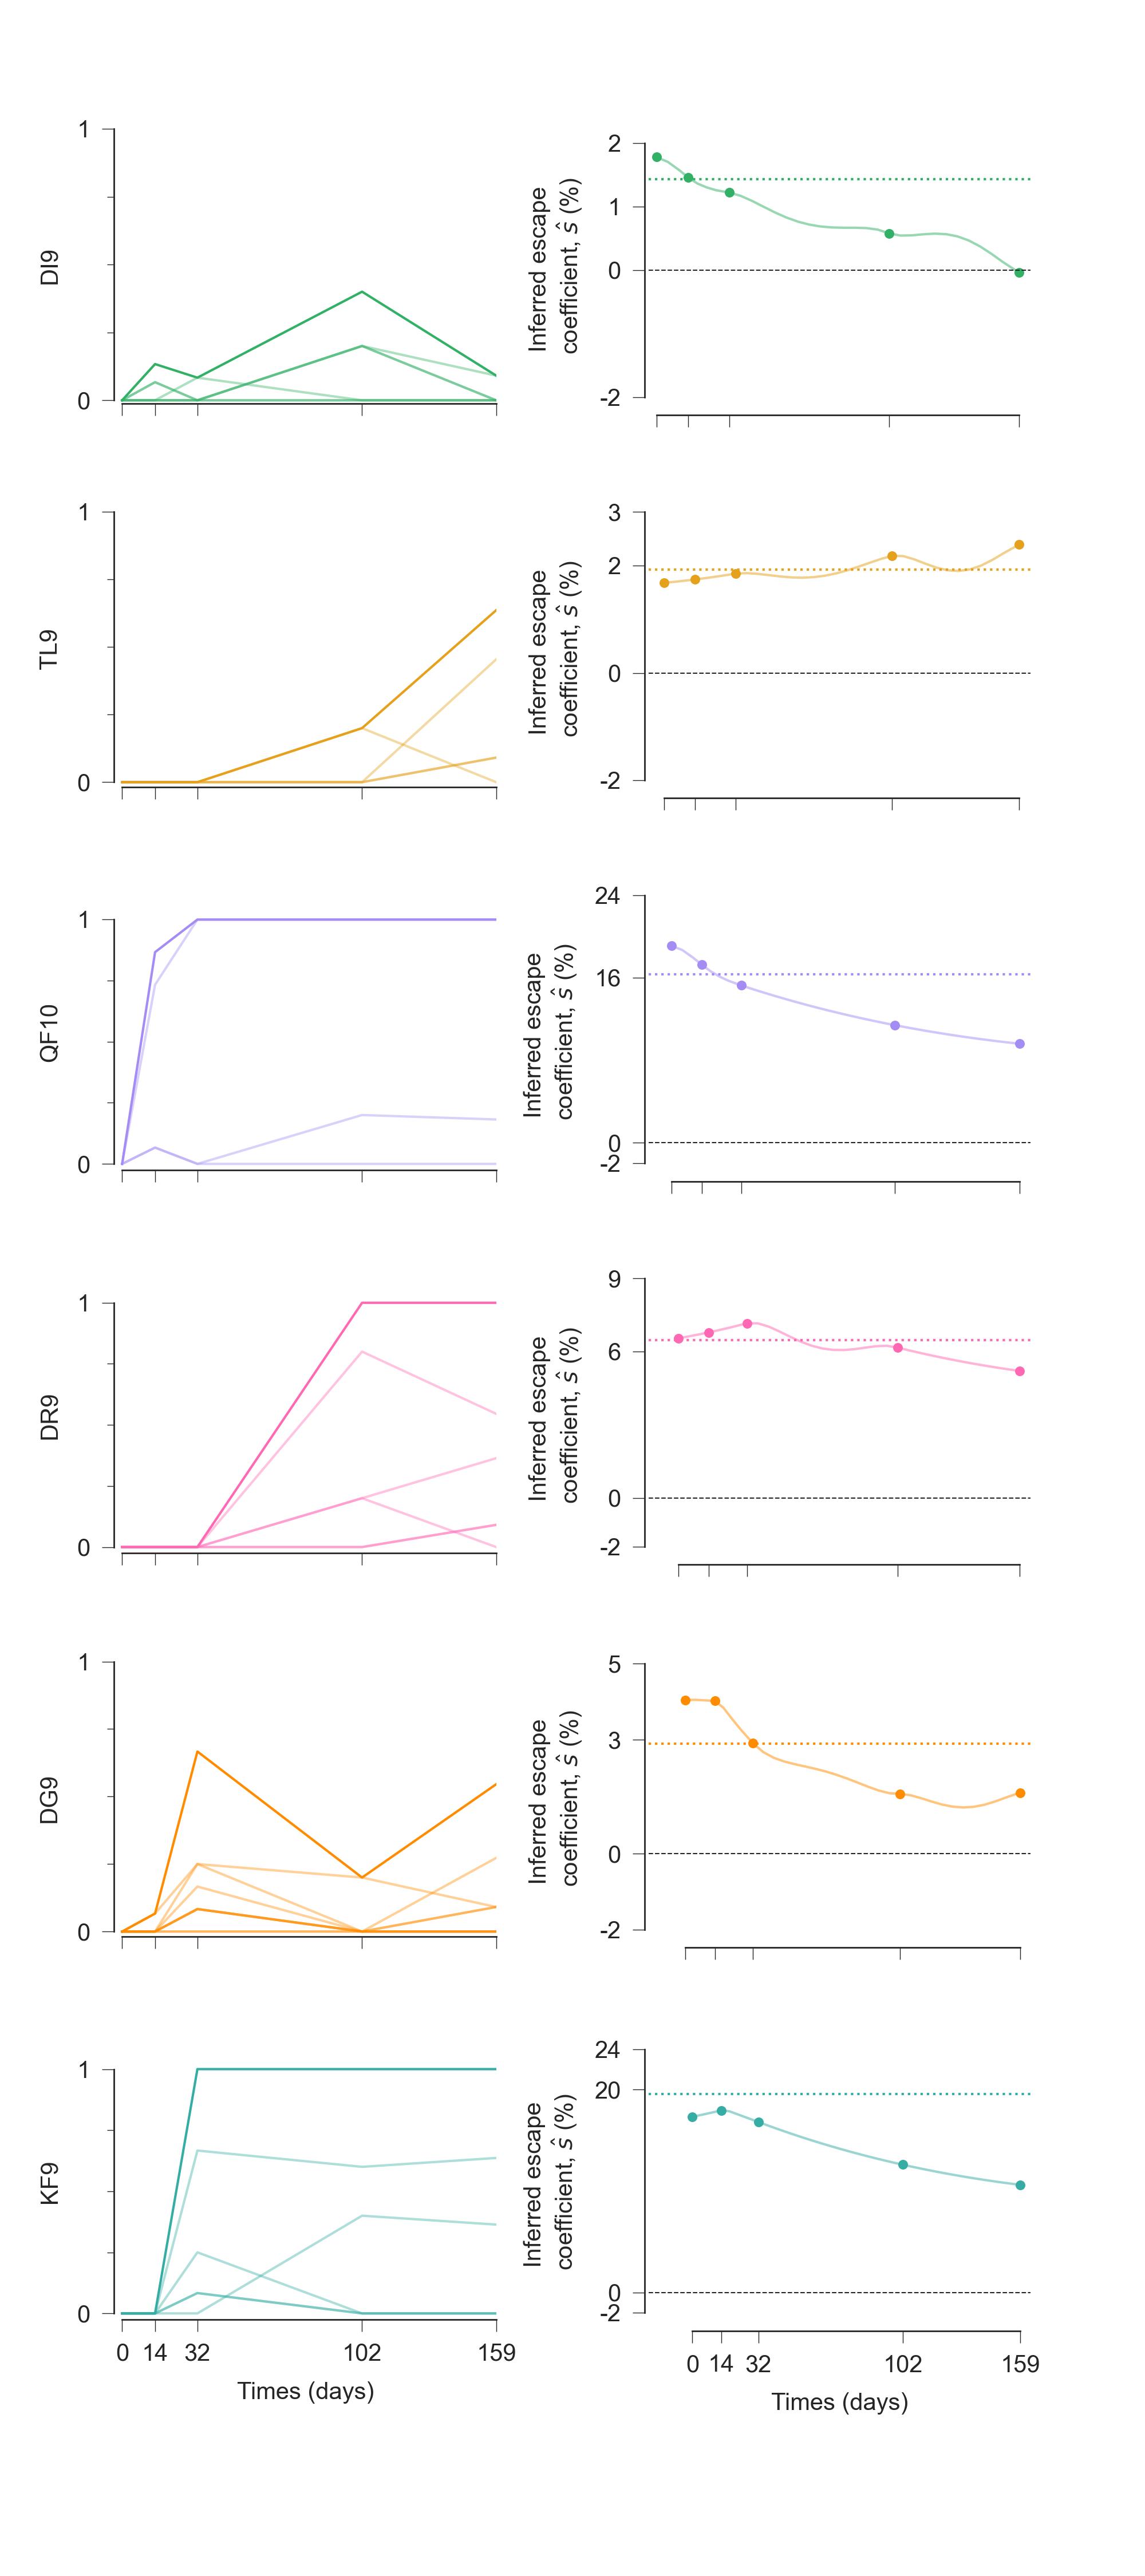 DI9
1
0
Inferred escape
coefficient, ŝ (%)
2
1
0
-2
TL9
1
0
Inferred escape
coefficient, ŝ (%)
3
2
0
-2
QF10
1
0
Inferred escape
coefficient, ŝ (%)
24
16
0
-2
DR9
1
0
Inferred escape
coefficient, ŝ (%)
9
6
0
-2
DG9
1
0
Inferred escape
coefficient, ŝ (%)
5
3
0
-2
KF9
1
0
0 14 32 102 159
Times (days)
Inferred escape
coefficient, ŝ (%)
24
20
0
-2
0 14 32 102 159
Times (days)